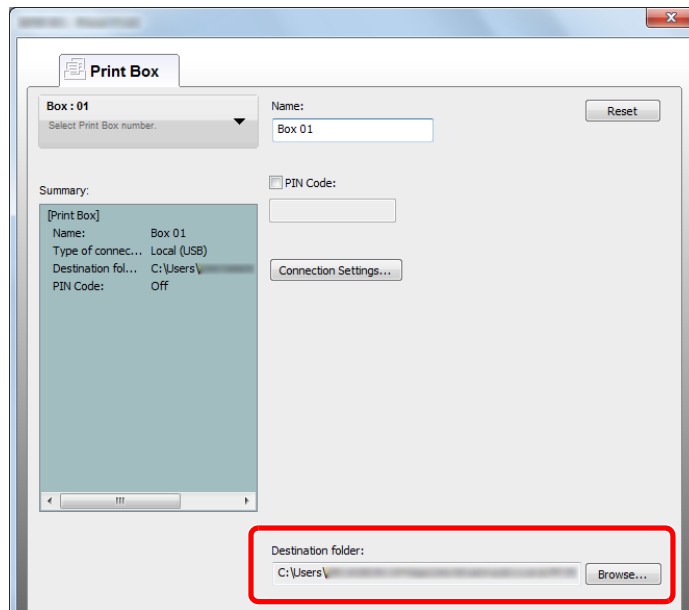 Print Box
Box : 01
Select Print Box number.
Name:
Box 01
Reset
PIN Code:
Summary:
[Print Box]
Name: Box 01
Type of connec... Local (USB)
Destination fol... C:\Users\
PIN Code: Off
Connection Settings...
Destination folder:
C:\Users\
Browse...